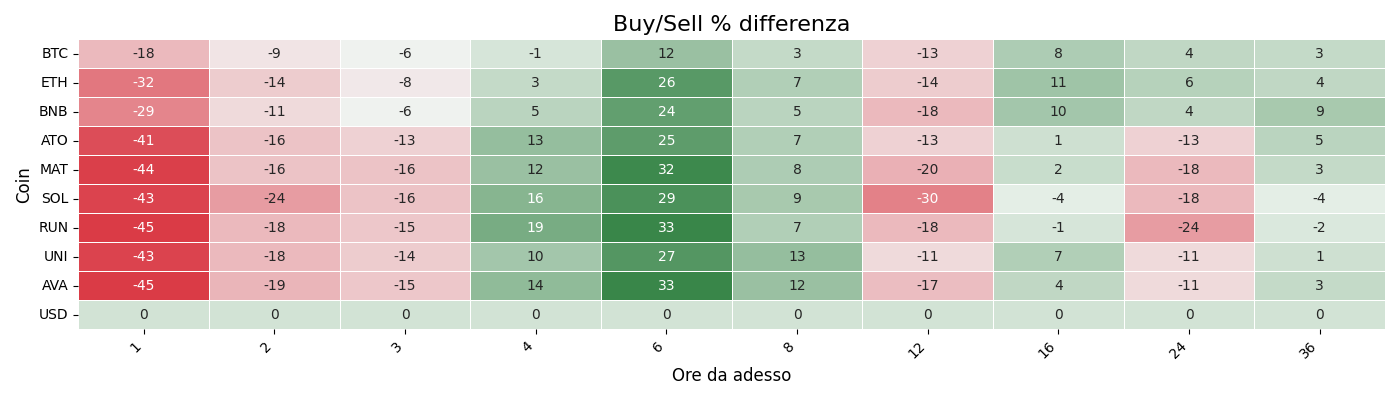 Buy/Sell % differenza
Coin
BTC -18 -9 -6 -1 12 3 -13 8 4 3
ETH -32 -14 -8 3 26 7 -14 11 6 4
BNB -29 -11 -6 5 24 5 -18 10 4 9
ATO -41 -16 -13 13 25 7 -13 1 -13 5
MAT -44 -16 -16 12 32 8 -20 2 -18 3
SOL -43 -24 -16 16 29 9 -30 -4 -18 -4
RUN -45 -18 -15 19 33 7 -18 -1 -24 -2
UNI -43 -18 -14 10 27 13 -11 7 -11 1
AVA -45 -19 -15 14 33 12 -17 4 -11 3
USD 0 0 0 0 0 0 0 0 0 0
1 2 3 4 6 8 12 16 24 36
Ore da adesso